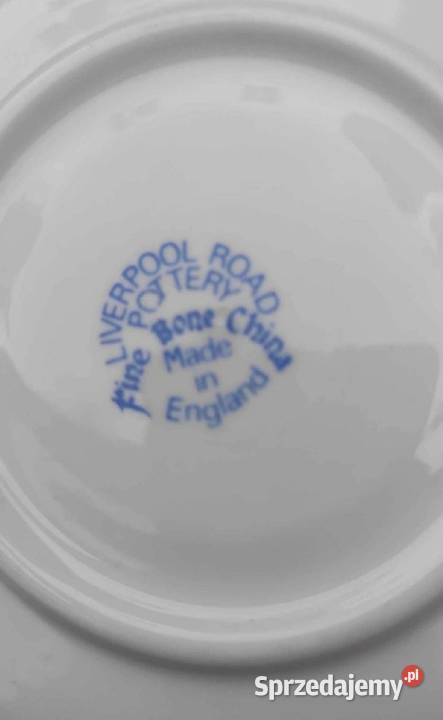 LIVERPOOL ROAD
POTTERY
Fine Bone China
Made
in
England
Sprzedajemy.pl